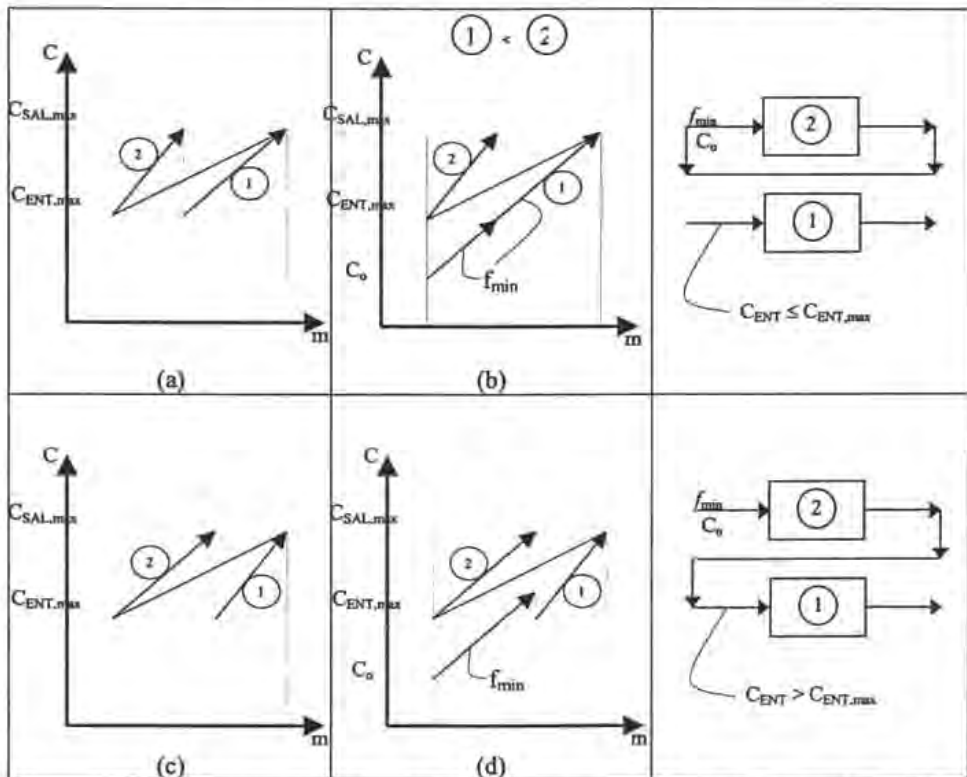 ① < ②
C
C_SAL,max
②
①
C_ENT,max
m
(a)
C
C_SAL,max
②
①
C_ENT,max
C_o
f_min
m
(b)
f_min
C_o
②
①
C_ENT ≤ C_ENT,max
C
C_SAL,max
②
①
C_ENT,max
m
(c)
C
C_SAL,max
②
①
C_ENT,max
C_o
f_min
m
(d)
f_min
C_o
②
①
C_ENT > C_ENT,max